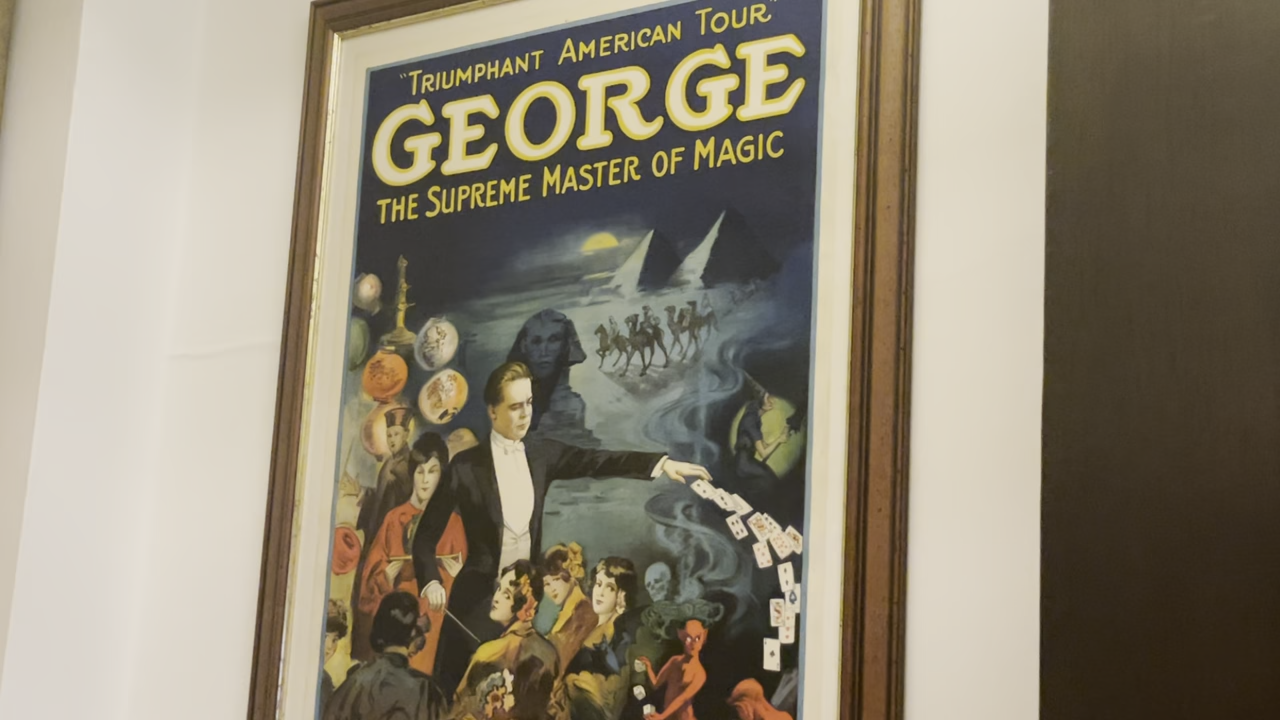 "TRIUMPHANT AMERICAN TOUR"
GEORGE
THE SUPREME MASTER OF MAGIC